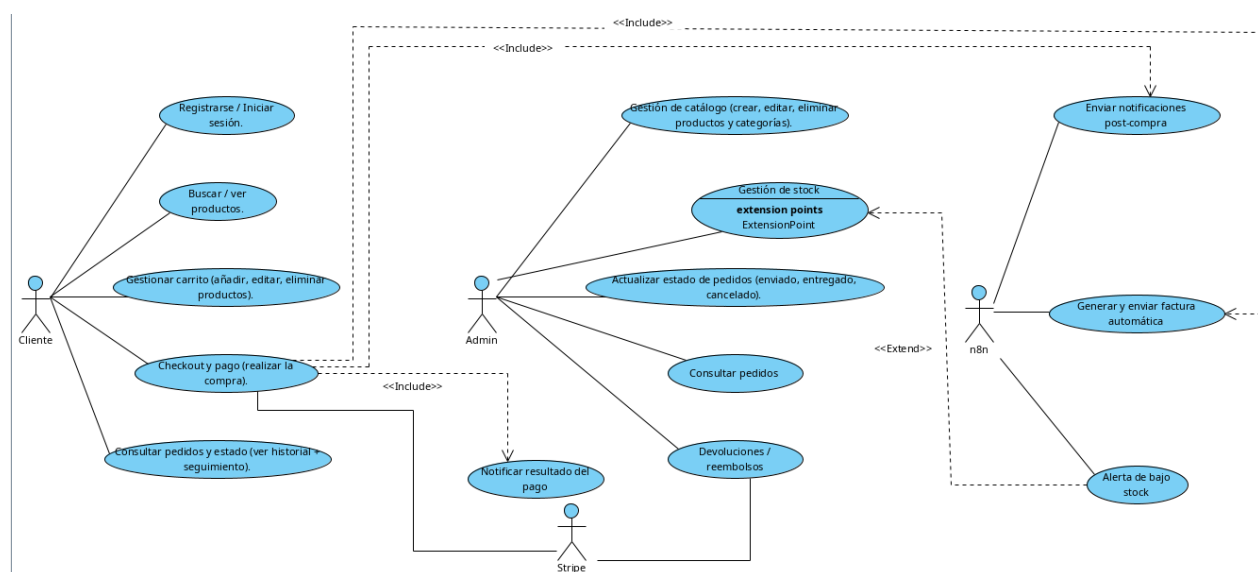 <<Include>>
<<Include>>
Registrarse / Iniciar
sesión.
Gestión de catálogo (crear, editar, eliminar
productos y categorías).
Enviar notificaciones
post-compra
Buscar / ver
productos.
Gestión de stock
extension points
ExtensionPoint
Gestionar carrito (añadir, editar, eliminar
productos).
Actualizar estado de pedidos (enviado, entregado,
cancelado).
Generar y enviar factura
automática
Cliente
Admin
n8n
<<Extend>>
Checkout y pago (realizar la
compra).
<<Include>>
Consultar pedidos
Consultar pedidos y estado (ver historial +
seguimiento).
Devoluciones /
reembolsos
Notificar resultado del
pago
Alerta de bajo
stock
Stripe